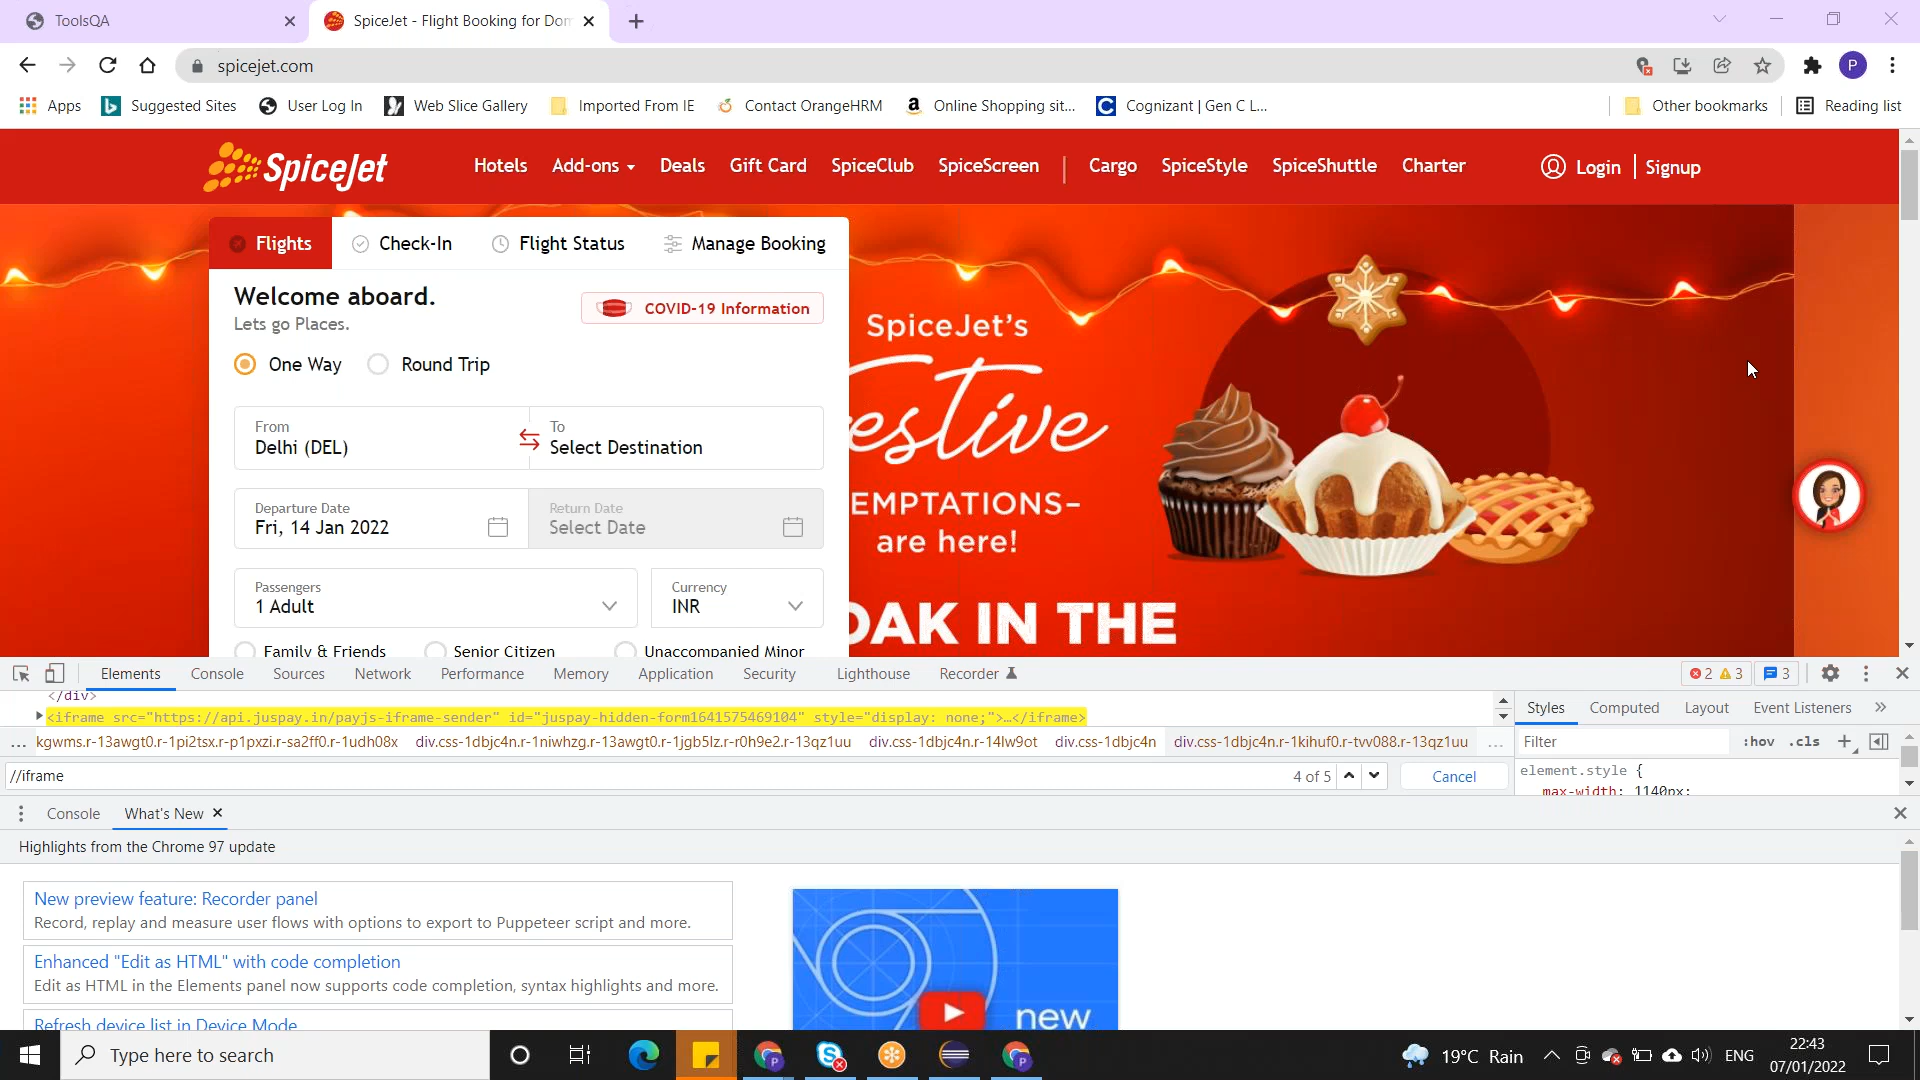 ToolsQA
SpiceJet - Flight Booking for Dom
spicejet.com
P
Apps
Suggested Sites
User Log In
Web Slice Gallery
Imported From IE
Contact OrangeHRM
Online Shopping sit...
Cognizant | Gen C L...
Other bookmarks
Reading list
SpiceJet
Hotels
Add-ons
Deals
Gift Card
SpiceClub
SpiceScreen
Cargo
SpiceStyle
SpiceShuttle
Charter
Login
Signup
Flights
Check-In
Flight Status
Manage Booking
Welcome aboard.
Lets go Places.
COVID-19 Information
One Way
Round Trip
From
Delhi (DEL)
To
Select Destination
Departure Date
Fri, 14 Jan 2022
Return Date
Select Date
Passengers
1 Adult
Currency
INR
Family & Friends
Senior Citizen
Unaccompanied Minor
SpiceJet's
estive
EMPTATIONS–
are here!
OAK IN THE
Elements
Console
Sources
Network
Performance
Memory
Application
Security
Lighthouse
Recorder
2
3
3
</div>
<iframe src="https://api.juspay.in/payjs-iframe-sender" id="juspay-hidden-form1641575469104" style="display: none;">…</iframe>
... kgwms.r-13awgt0.r-1pi2tsx.r-p1pxzi.r-sa2ff0.r-1udh08x div.css-1dbjc4n.r-1niwhzg.r-13awgt0.r-1jgb5lz.r-r0h9e2.r-13qz1uu div.css-1dbjc4n.r-14lw9ot div.css-1dbjc4n div.css-1dbjc4n.r-1kihuf0.r-tvv088.r-13qz1uu ...
//iframe
4 of 5
Cancel
Styles
Computed
Layout
Event Listeners
Filter
:hov
.cls
element.style {
max-width: 1140px;
Console
What's New
Highlights from the Chrome 97 update
New preview feature: Recorder panel
Record, replay and measure user flows with options to export to Puppeteer script and more.
Enhanced "Edit as HTML" with code completion
Edit as HTML in the Elements panel now supports code completion, syntax highlights and more.
Refresh device list in Device Mode
new
Type here to search
19°C Rain
ENG
22:43
07/01/2022